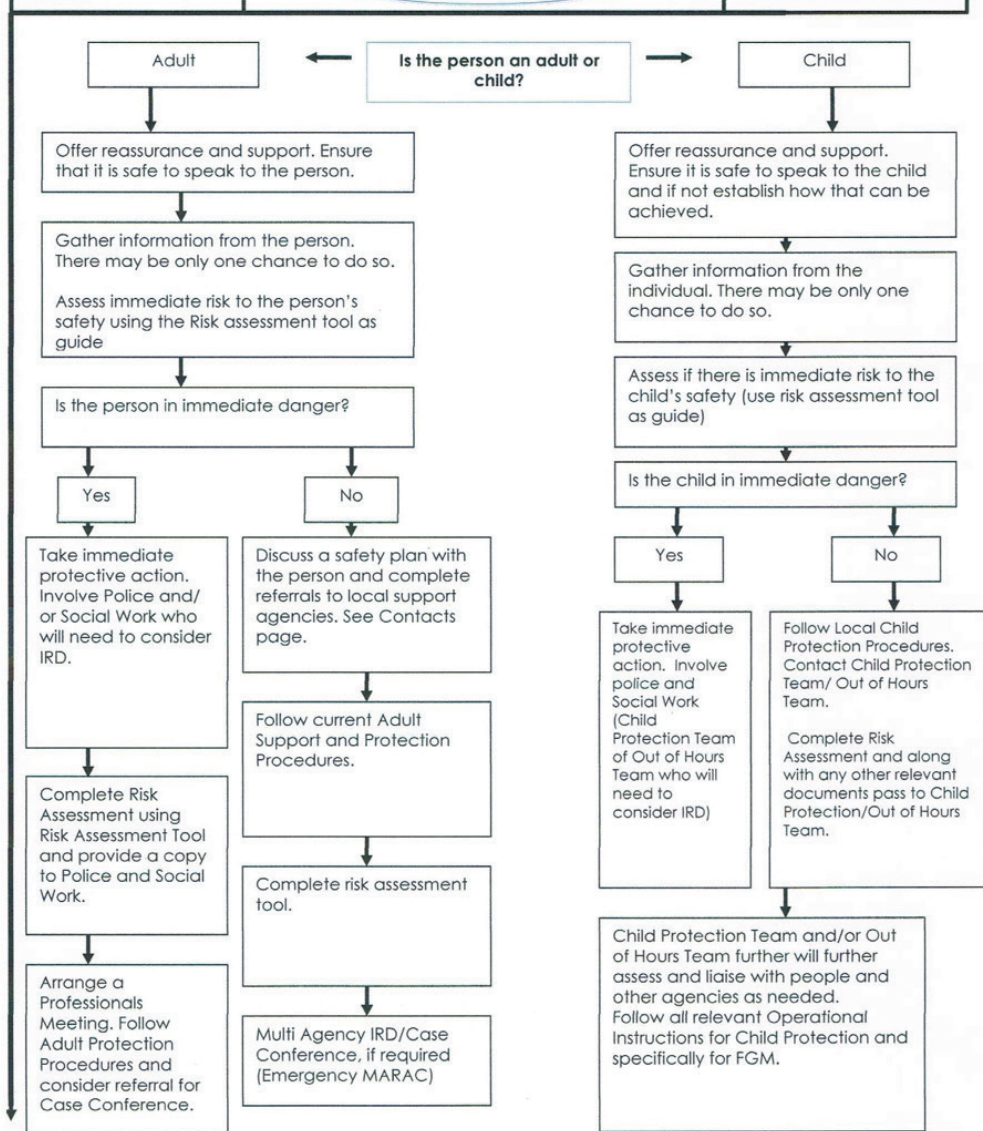 Is the person an adult or
child?
Adult
Offer reassurance and support. Ensure
that it is safe to speak to the person.
Gather information from the person.
There may be only one chance to do so.
Assess immediate risk to the person's
safety using the Risk assessment tool as
guide
Is the person in immediate danger?
Yes
Take immediate
protective action.
Involve Police and/
or Social Work who
will need to consider
IRD.
Complete Risk
Assessment using
Risk Assessment Tool
and provide a copy
to Police and Social
Work.
Arrange a
Professionals
Meeting. Follow
Adult Protection
Procedures and
consider referral for
Case Conference.
No
Discuss a safety plan with
the person and complete
referrals to local support
agencies. See Contacts
page.
Follow current Adult
Support and Protection
Procedures.
Complete risk assessment
tool.
Multi Agency IRD/Case
Conference, if required
(Emergency MARAC)
Child
Offer reassurance and support.
Ensure it is safe to speak to the child
and if not establish how that can be
achieved.
Gather information from the
individual. There may be only one
chance to do so.
Assess if there is immediate risk to the
child's safety (use risk assessment tool
as guide)
Is the child in immediate danger?
Yes
Take immediate
protective
action. Involve
police and
Social Work
(Child
Protection Team
of Out of Hours
Team who will
need to
consider IRD)
No
Follow Local Child
Protection Procedures.
Contact Child Protection
Team/ Out of Hours
Team.
Complete Risk
Assessment and along
with any other relevant
documents pass to Child
Protection/Out of Hours
Team.
Child Protection Team and/or Out
of Hours Team further will further
assess and liaise with people and
other agencies as needed.
Follow all relevant Operational
Instructions for Child Protection and
specifically for FGM.